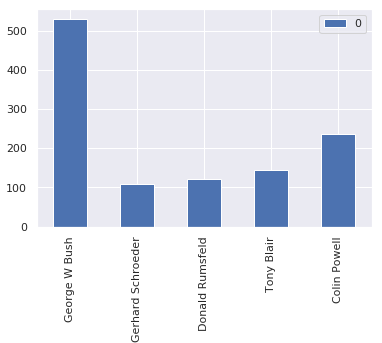 500
400
300
200
100
0
0
George W Bush
Gerhard Schroeder
Donald Rumsfeld
Tony Blair
Colin Powell